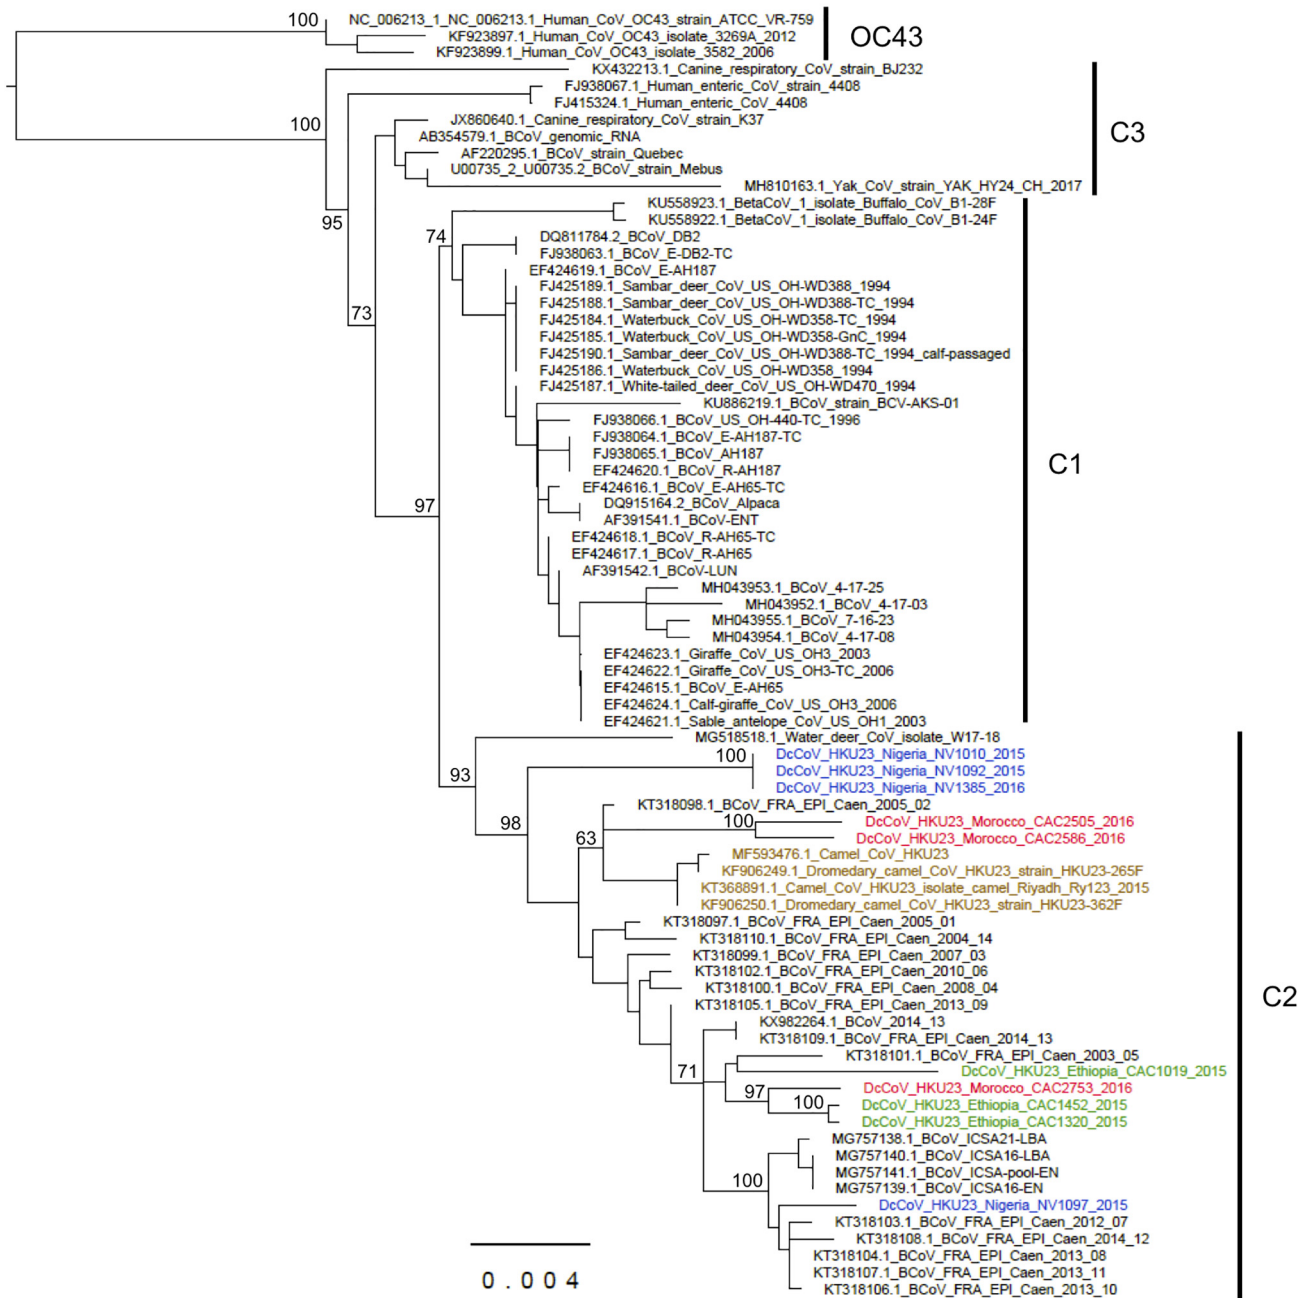 100
NC_006213_1_NC_006213.1_Human_CoV_OC43_strain_ATCC_VR-759
KF923897.1_Human_CoV_OC43_isolate_3269A_2012
OC43
KF923899.1_Human_CoV_OC43_isolate_3582_2006
KX432213.1_Canine_respiratory_CoV_strain_BJ232
FJ938067.1_Human_enteric_CoV_strain_4408
FJ415324.1_Human_enteric_CoV_4408
100
JX860640.1_Canine_respiratory_CoV_strain_K37
C3
AB354579.1_BCoV_genomic_RNA
AF220295.1_BCoV_strain_Quebec
U00735_2_U00735.2_BCoV_strain_Mebus
MH810163.1_Yak_CoV_strain_YAK_HY24_CH_2017
KU558923.1_BetaCoV_1_isolate_Buffalo_CoV_B1-28F
95
KU558922.1_BetaCoV_1_isolate_Buffalo_CoV_B1-24F
74
DQ811784.2_BCoV_DB2
FJ938063.1_BCoV_E-DB2-TC
EF424619.1_BCoV_E-AH187
FJ425189.1_Sambar_deer_CoV_US_OH-WD388_1994
FJ425188.1_Sambar_deer_CoV_US_OH-WD388-TC_1994
73
FJ425184.1_Waterbuck_CoV_US_OH-WD358-TC_1994
FJ425185.1_Waterbuck_CoV_US_OH-WD358-GnC_1994
FJ425190.1_Sambar_deer_CoV_US_OH-WD388-TC_1994_calf-passaged
FJ425186.1_Waterbuck_CoV_US_OH-WD358_1994
FJ425187.1_White-tailed_deer_CoV_US_OH-WD470_1994
KU886219.1_BCoV_strain_BCV-AKS-01
FJ938066.1_BCoV_US_OH-440-TC_1996
FJ938064.1_BCoV_E-AH187-TC
FJ938065.1_BCoV_AH187
C1
EF424620.1_BCoV_R-AH187
EF424616.1_BCoV_E-AH65-TC
97
DQ915164.2_BCoV_Alpaca
AF391541.1_BCoV-ENT
EF424618.1_BCoV_R-AH65-TC
EF424617.1_BCoV_R-AH65
AF391542.1_BCoV-LUN
MH043953.1_BCoV_4-17-25
MH043952.1_BCoV_4-17-03
MH043955.1_BCoV_7-16-23
MH043954.1_BCoV_4-17-08
EF424623.1_Giraffe_CoV_US_OH3_2003
EF424622.1_Giraffe_CoV_US_OH3-TC_2006
EF424615.1_BCoV_E-AH65
EF424624.1_Calf-giraffe_CoV_US_OH3_2006
EF424621.1_Sable_antelope_CoV_US_OH1_2003
MG518518.1_Water_deer_CoV_isolate_W17-18
100
DcCoV_HKU23_Nigeria_NV1010_2015
93
DcCoV_HKU23_Nigeria_NV1092_2015
DcCoV_HKU23_Nigeria_NV1385_2016
KT318098.1_BCoV_FRA_EPI_Caen_2005_02
98
100
DcCoV_HKU23_Morocco_CAC2505_2016
63
DcCoV_HKU23_Morocco_CAC2586_2016
MF593476.1_Camel_CoV_HKU23
KF906249.1_Dromedary_camel_CoV_HKU23_strain_HKU23-265F
KT368891.1_Camel_CoV_HKU23_isolate_camel_Riyadh_Ry123_2015
KF906250.1_Dromedary_camel_CoV_HKU23_strain_HKU23-362F
KT318097.1_BCoV_FRA_EPI_Caen_2005_01
KT318110.1_BCoV_FRA_EPI_Caen_2004_14
KT318099.1_BCoV_FRA_EPI_Caen_2007_03
KT318102.1_BCoV_FRA_EPI_Caen_2010_06
KT318100.1_BCoV_FRA_EPI_Caen_2008_04
C2
KT318105.1_BCoV_FRA_EPI_Caen_2013_09
KX982264.1_BCoV_2014_13
KT318109.1_BCoV_FRA_EPI_Caen_2014_13
KT318101.1_BCoV_FRA_EPI_Caen_2003_05
71
DcCoV_HKU23_Ethiopia_CAC1019_2015
97
DcCoV_HKU23_Morocco_CAC2753_2016
100
DcCoV_HKU23_Ethiopia_CAC1452_2015
DcCoV_HKU23_Ethiopia_CAC1320_2015
MG757138.1_BCoV_ICSA21-LBA
MG757140.1_BCoV_ICSA16-LBA
MG757141.1_BCoV_ICSA-pool-EN
100
MG757139.1_BCoV_ICSA16-EN
DcCoV_HKU23_Nigeria_NV1097_2015
KT318103.1_BCoV_FRA_EPI_Caen_2012_07
KT318108.1_BCoV_FRA_EPI_Caen_2014_12
KT318104.1_BCoV_FRA_EPI_Caen_2013_08
KT318107.1_BCoV_FRA_EPI_Caen_2013_11
KT318106.1_BCoV_FRA_EPI_Caen_2013_10
0.004